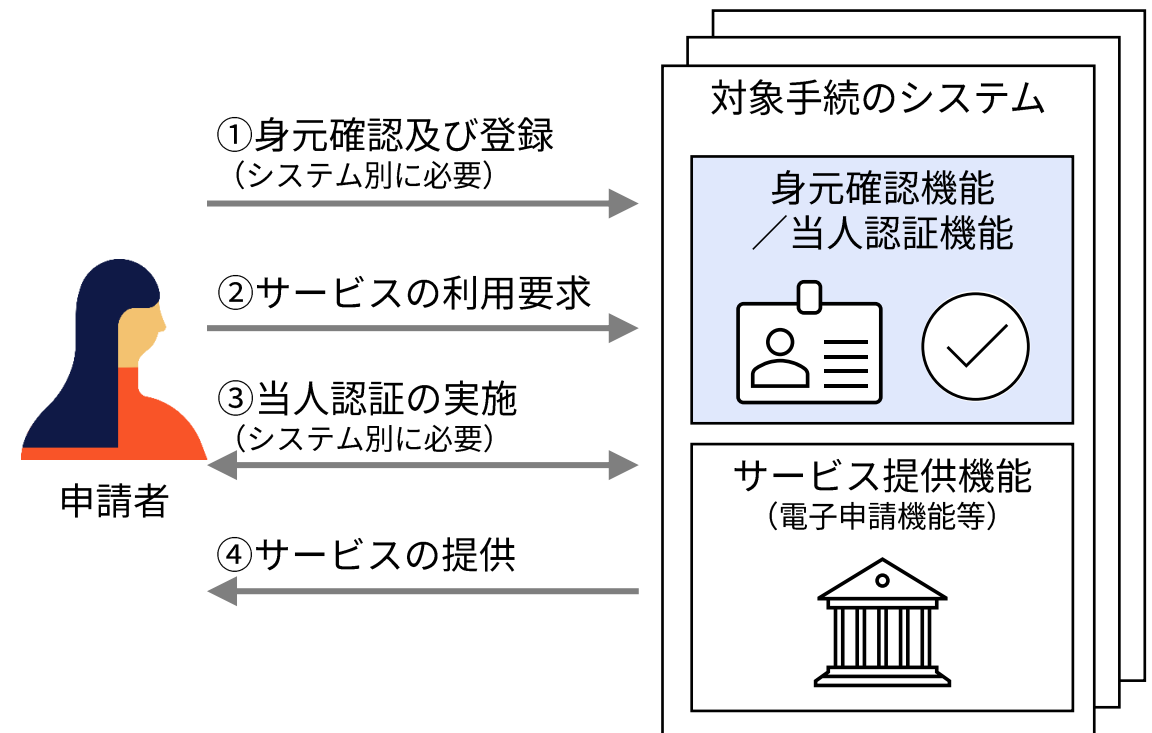 対象手続のシステム
①身元確認及び登録
（システム別に必要）
身元確認機能
／当人認証機能
②サービスの利用要求
③当人認証の実施
（システム別に必要）
申請者
サービス提供機能
（電子申請機能等）
④サービスの提供